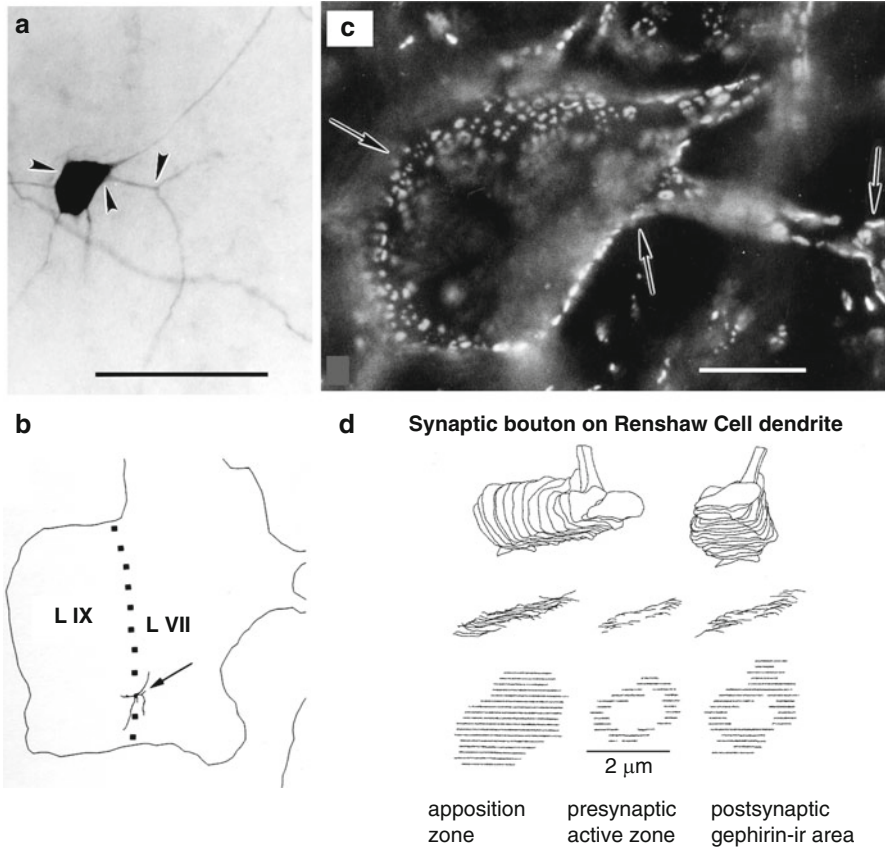 a
c
b
L IX
L VII
d
Synaptic bouton on Renshaw Cell dendrite
2 μm
apposition
zone
presynaptic
active zone
postsynaptic
gephirin-ir area